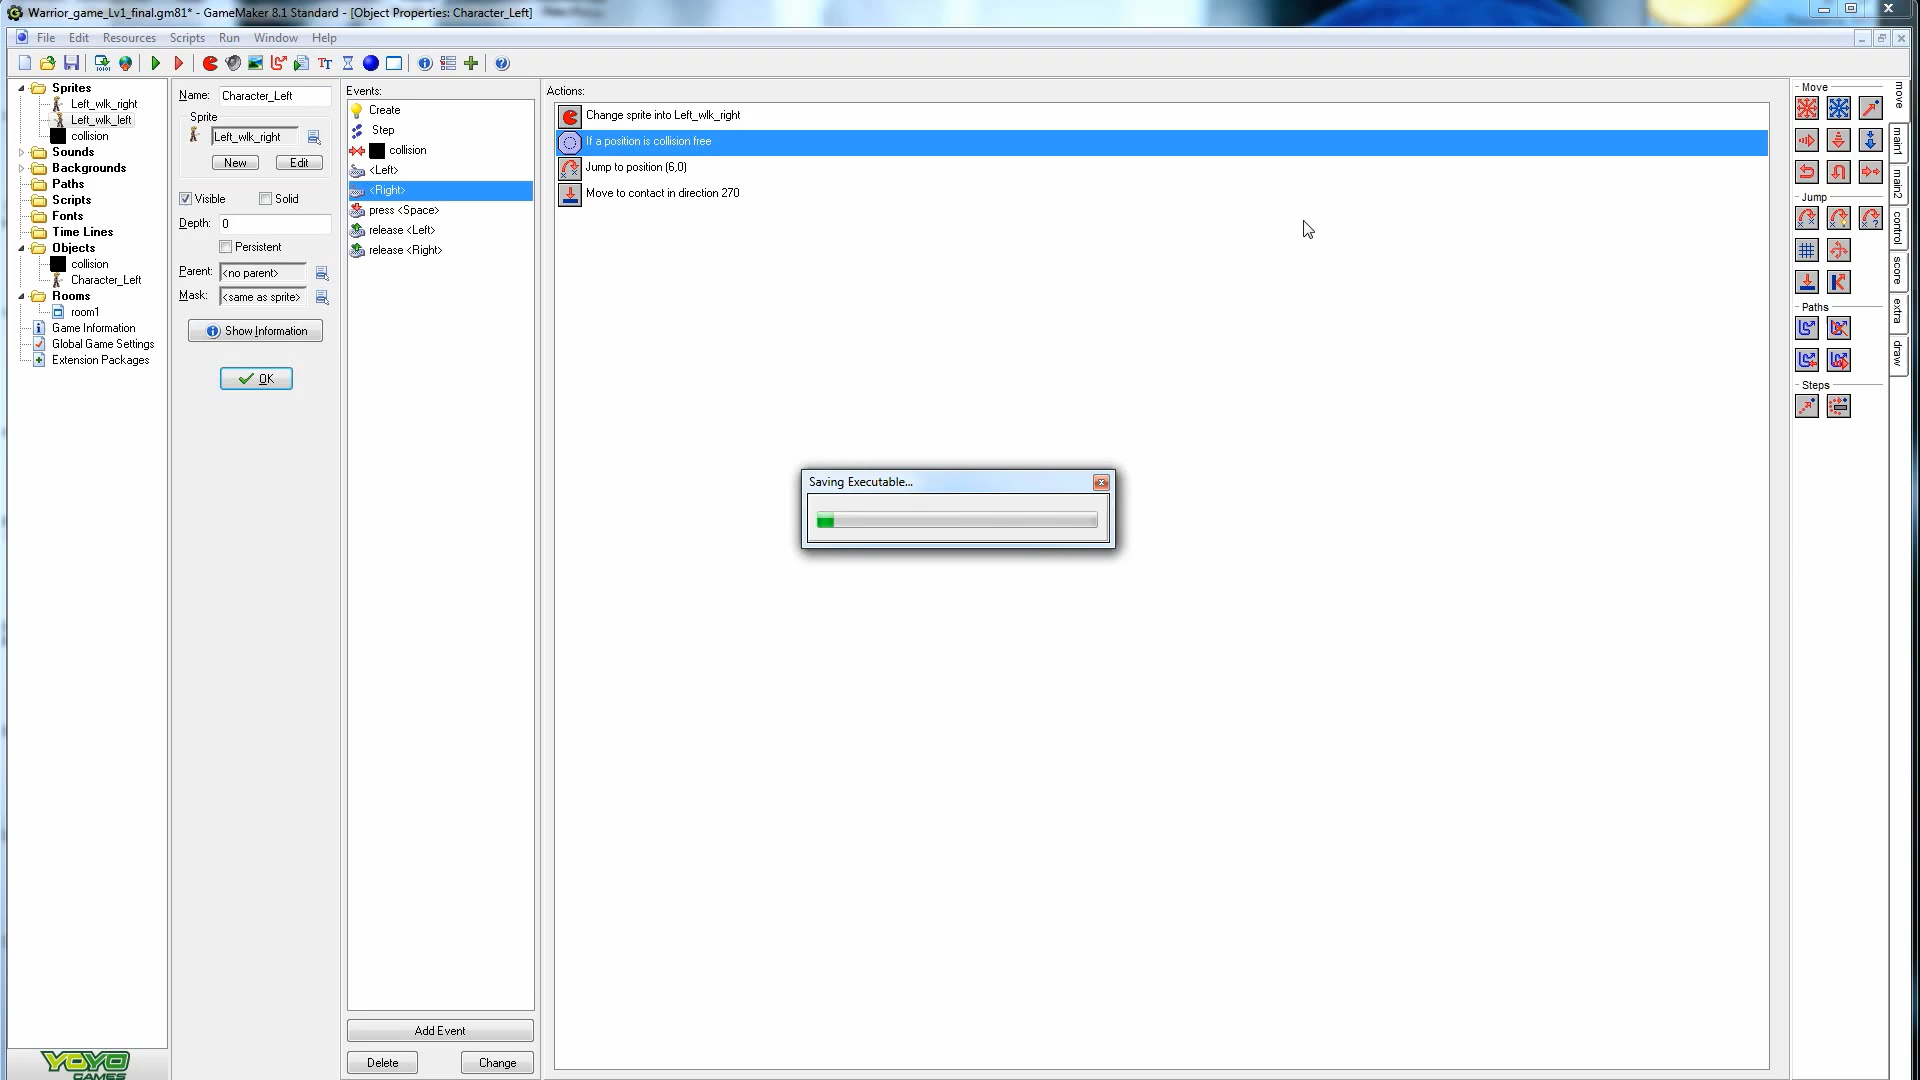 Warrior_game_Lv1_final.gm81* - GameMaker 8.1 Standard - [Object Properties: Character_Left]
File Edit Resources Scripts Run Window Help
Sprites
Left_wlk_right
Left_wlk_left
collision
Sounds
Backgrounds
Paths
Scripts
Fonts
Time Lines
Objects
collision
Character_Left
Rooms
room1
Game Information
Global Game Settings
Extension Packages
YOYO
GAMES
Name: Character_Left
Sprite
Left_wlk_right
New Edit
Visible Solid
Depth: 0
Persistent
Parent: <no parent>
Mask: <same as sprite>
Show Information
OK
Events:
Create
Step
collision
<Left>
<Right>
press <Space>
release <Left>
release <Right>
Add Event
Delete Change
Actions:
Change sprite into Left_wlk_right
If a position is collision free
Jump to position (6,0)
Move to contact in direction 270
Saving Executable...
Move
Jump
Paths
Steps
move
main1
main2
control
score
extra
draw